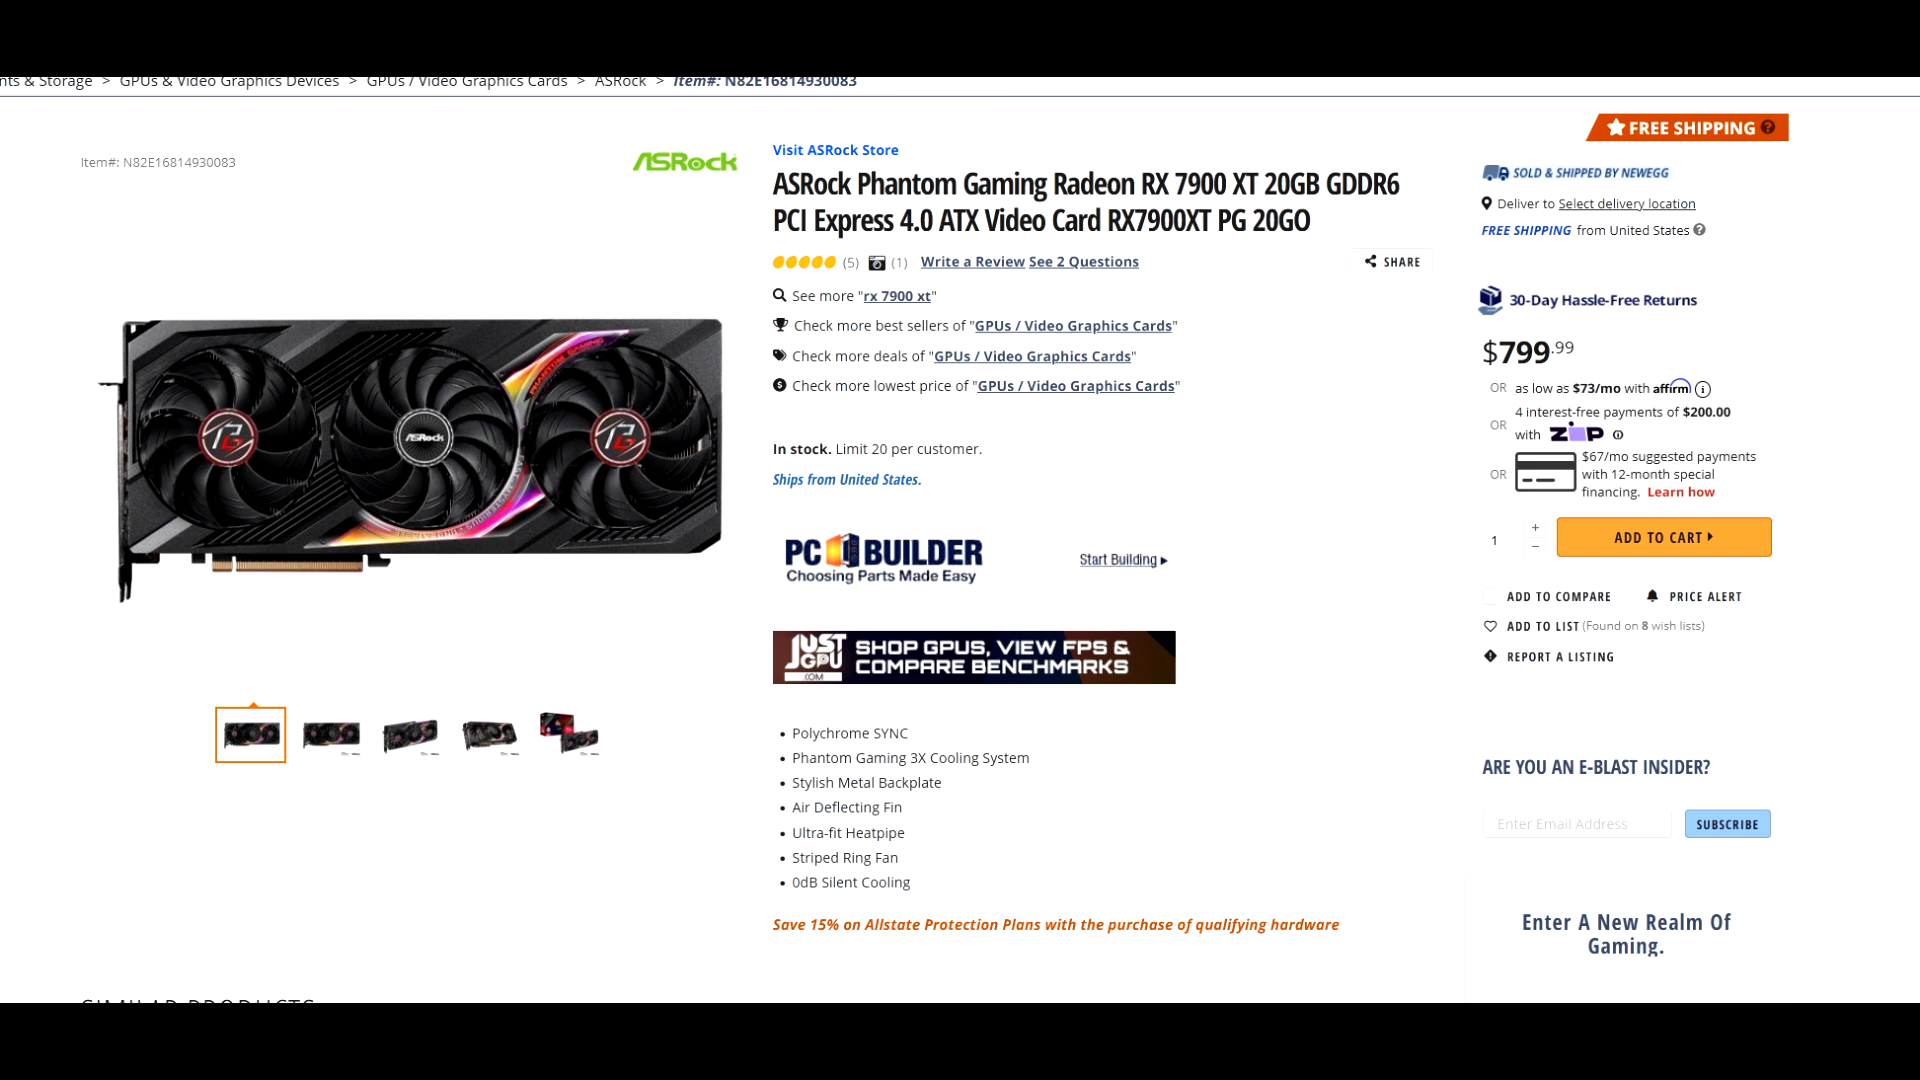 nts & Storage > GPUs & Video Graphics Devices > GPUs / Video Graphics Cards > ASRock > Item#: N82E16814930083
FREE SHIPPING
Item#: N82E16814930083
ASRock
Visit ASRock Store
ASRock Phantom Gaming Radeon RX 7900 XT 20GB GDDR6
PCI Express 4.0 ATX Video Card RX7900XT PG 20GO
(5) (1) Write a Review See 2 Questions
SHARE
See more "rx 7900 xt"
Check more best sellers of "GPUs / Video Graphics Cards"
Check more deals of "GPUs / Video Graphics Cards"
Check more lowest price of "GPUs / Video Graphics Cards"
In stock. Limit 20 per customer.
Ships from United States.
PHANTOM GAMING
ASRock
PC BUILDER
Choosing Parts Made Easy
Start Building
JUST GPU .COM
SHOP GPUS, VIEW FPS &
COMPARE BENCHMARKS
• Polychrome SYNC
• Phantom Gaming 3X Cooling System
• Stylish Metal Backplate
• Air Deflecting Fin
• Ultra-fit Heatpipe
• Striped Ring Fan
• 0dB Silent Cooling
Save 15% on Allstate Protection Plans with the purchase of qualifying hardware
SOLD & SHIPPED BY NEWEGG
Deliver to Select delivery location
FREE SHIPPING from United States
30-Day Hassle-Free Returns
$799.99
OR as low as $73/mo with affirm
OR 4 interest-free payments of $200.00
with ZIP
OR $67/mo suggested payments
with 12-month special
financing. Learn how
1 + −
ADD TO CART
ADD TO COMPARE
PRICE ALERT
ADD TO LIST (Found on 8 wish lists)
REPORT A LISTING
ARE YOU AN E-BLAST INSIDER?
Enter Email Address
SUBSCRIBE
Enter A New Realm Of
Gaming.
SIMILAR PRODUCTS